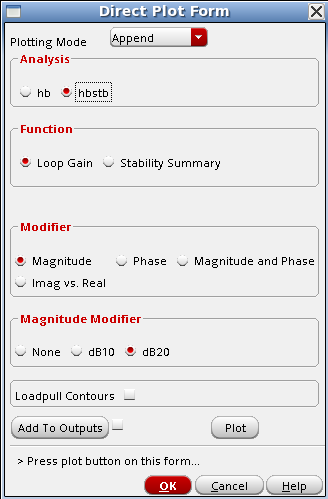 Direct Plot Form
Plotting Mode Append
Analysis
hb hbstb
Function
Loop Gain Stability Summary
Modifier
Magnitude Phase Magnitude and Phase
Imag vs. Real
Magnitude Modifier
None dB10 dB20
Loadpull Contours
Add To Outputs Plot
> Press plot button on this form...
OK Cancel Help